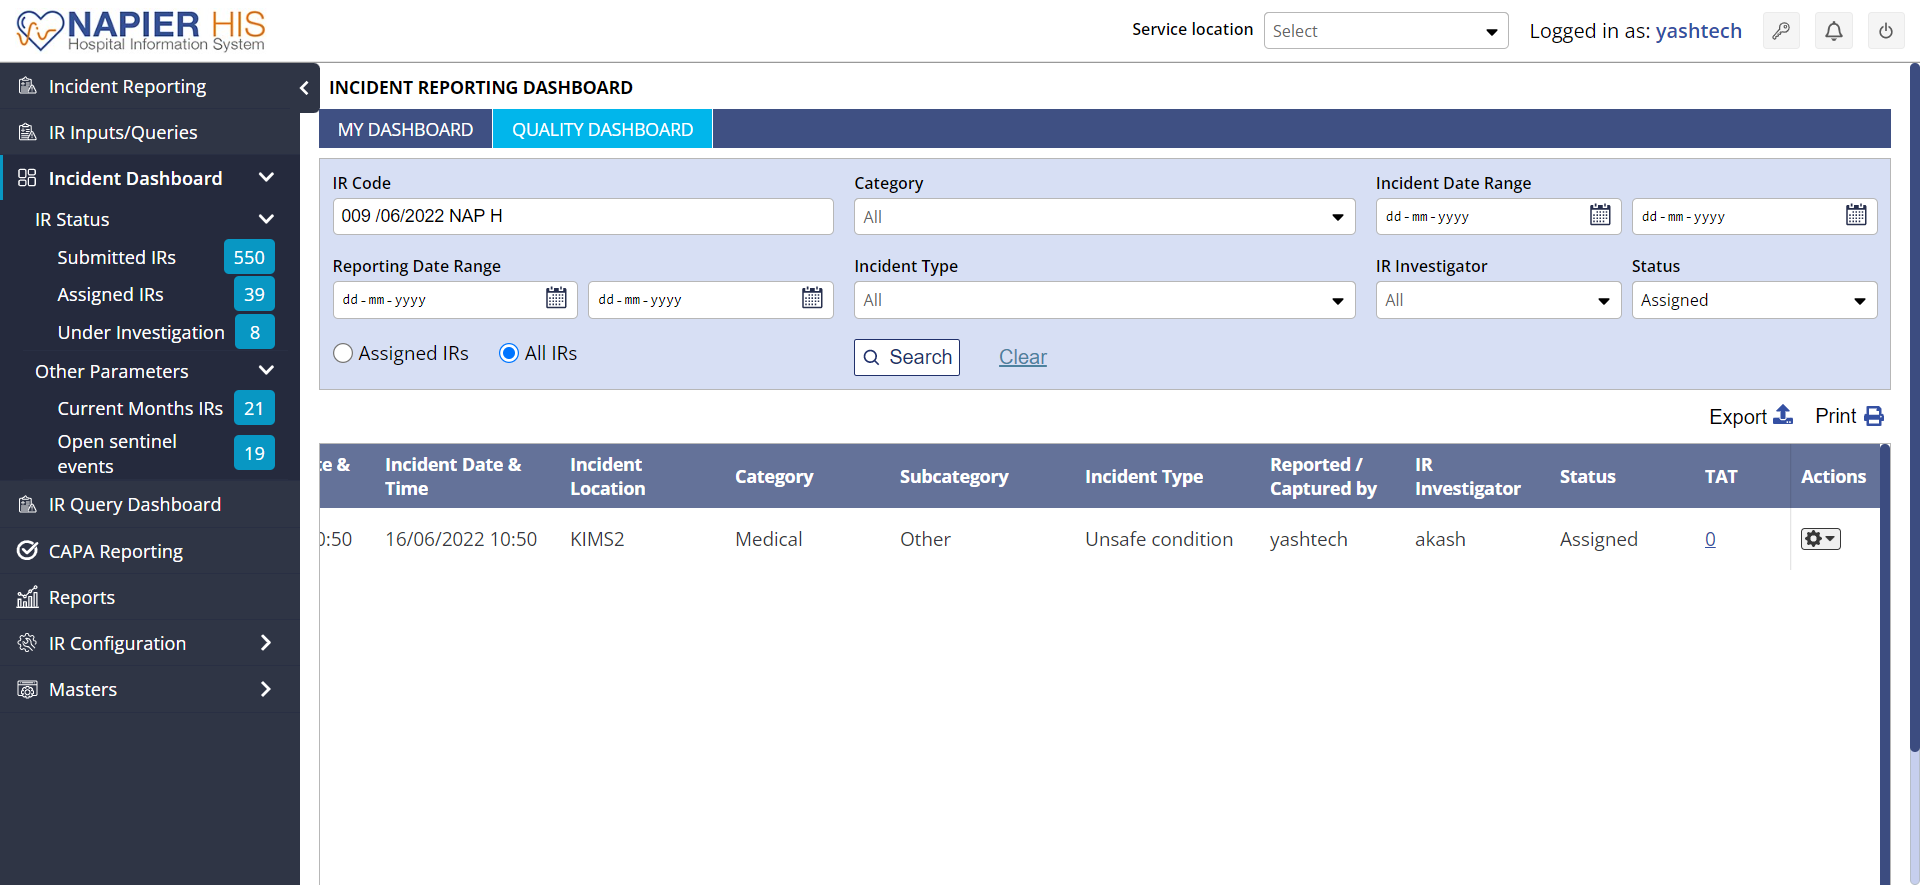 NAPIER HIS
Hospital Information System
Service location
Select
Logged in as: yashtech
Incident Reporting
IR Inputs/Queries
Incident Dashboard
IR Status
Submitted IRs 550
Assigned IRs 39
Under Investigation 8
Other Parameters
Current Months IRs 21
Open sentinel
events
19
IR Query Dashboard
CAPA Reporting
Reports
IR Configuration
Masters
INCIDENT REPORTING DASHBOARD
MY DASHBOARD QUALITY DASHBOARD
IR Code
009 /06/2022 NAP H
Category
All
Incident Date Range
dd-mm-yyyy dd-mm-yyyy
Reporting Date Range
dd-mm-yyyy dd-mm-yyyy
Incident Type
All
IR Investigator
All
Status
Assigned
Assigned IRs All IRs
Search Clear
Export Print
&
Incident Date &
Time
Incident
Location
Category
Subcategory
Incident Type
Reported /
Captured by
IR
Investigator
Status
TAT
Actions
:50 16/06/2022 10:50 KIMS2 Medical Other Unsafe condition yashtech akash Assigned 0